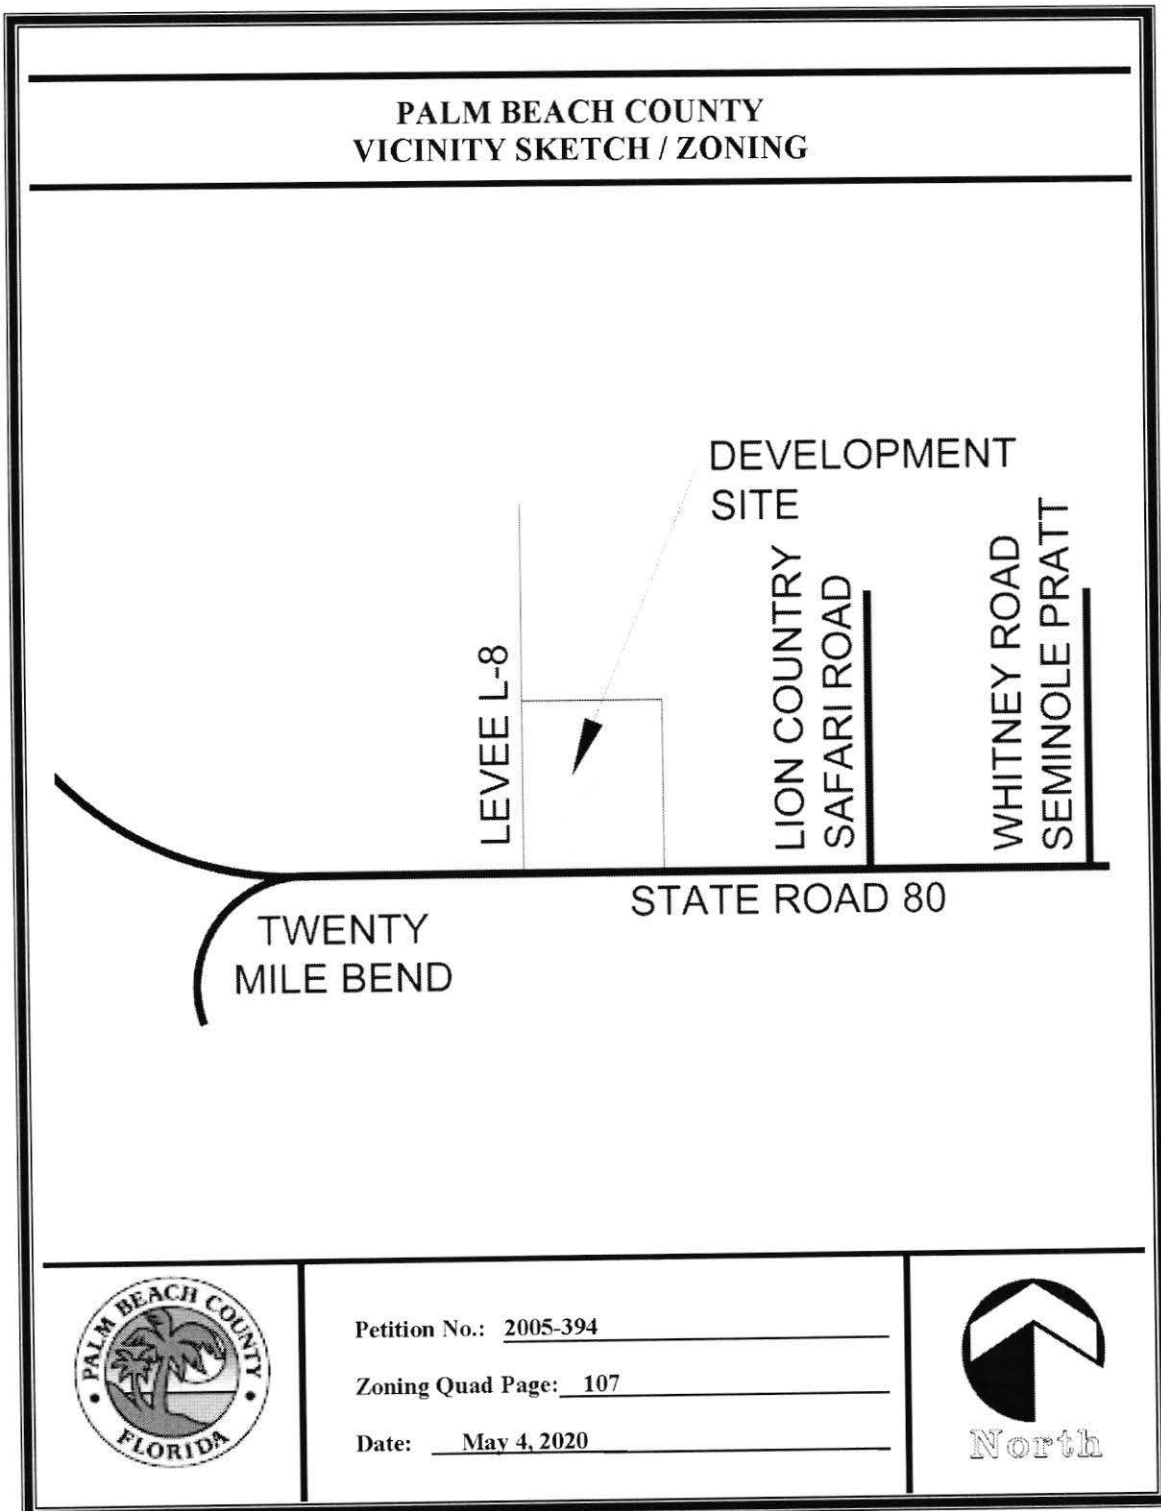 PALM BEACH COUNTY
VICINITY SKETCH / ZONING
DEVELOPMENT
SITE
LEVEE L-8
LION COUNTRY
SAFARI ROAD
WHITNEY ROAD
SEMINOLE PRATT
STATE ROAD 80
TWENTY
MILE BEND
PALM BEACH COUNTY
FLORIDA
Petition No.: 2005-394
Zoning Quad Page: 107
Date: May 4, 2020
North